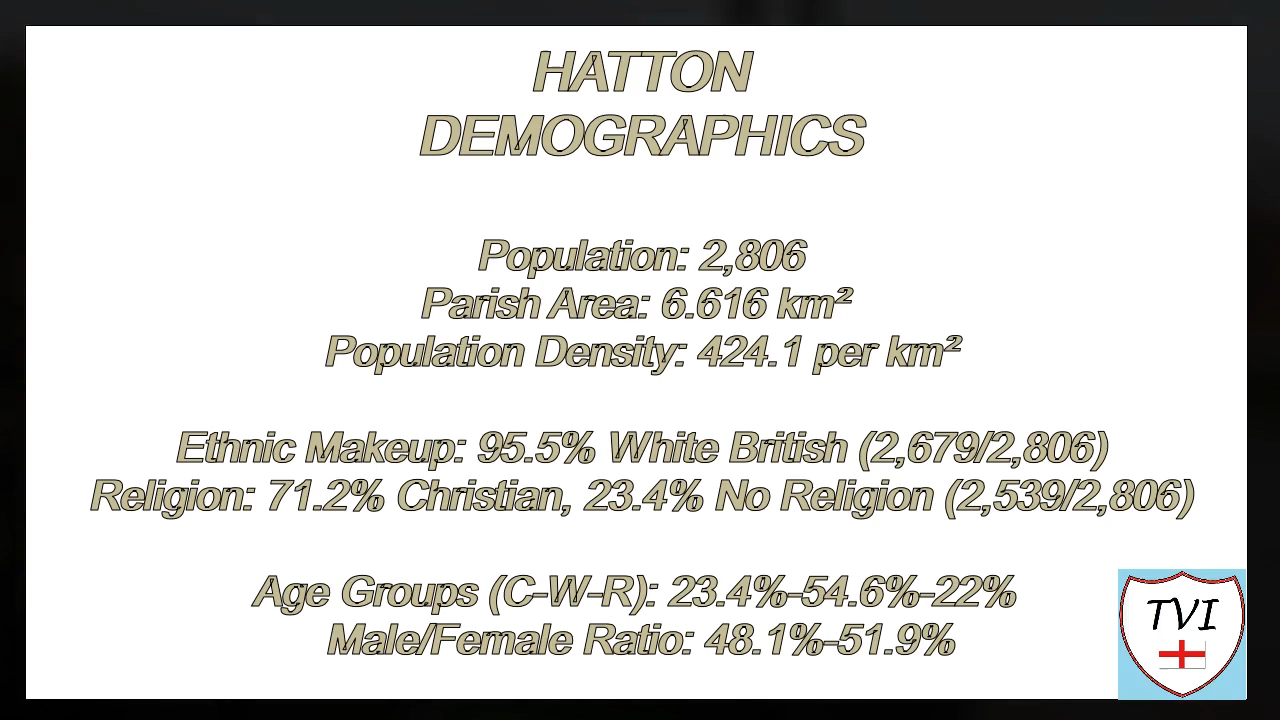 HATTON
DEMOGRAPHICS
Population: 2,806
Parish Area: 6.616 km²
Population Density: 424.1 per km²
Ethnic Makeup: 95.5% White British (2,679/2,806)
Religion: 71.2% Christian, 23.4% No Religion (2,539/2,806)
Age Groups (C-W-R): 23.4%-54.6%-22%
Male/Female Ratio: 48.1%-51.9%
TVI